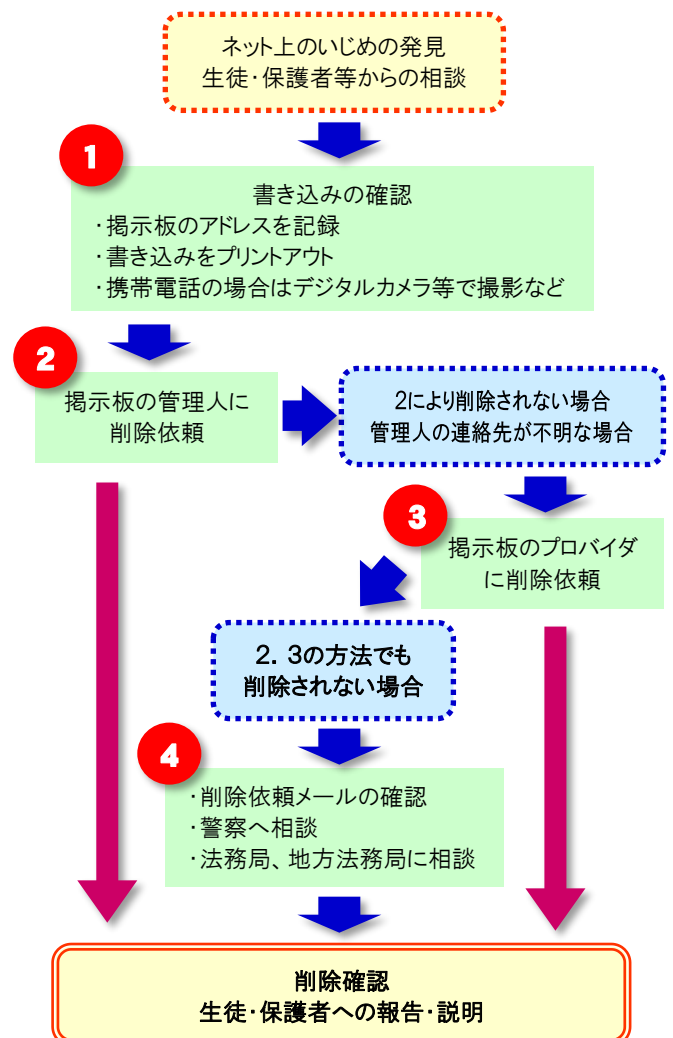 ネット上のいじめの発見
生徒・保護者等からの相談
1
書き込みの確認
・掲示板のアドレスを記録
・書き込みをプリントアウト
・携帯電話の場合はデジタルカメラ等で撮影など
2
掲示板の管理人に
削除依頼
2により削除されない場合
管理人の連絡先が不明な場合
3
掲示板のプロバイダ
に削除依頼
2．3の方法でも
削除されない場合
4
・削除依頼メールの確認
・警察へ相談
・法務局、地方法務局に相談
削除確認
生徒・保護者への報告・説明